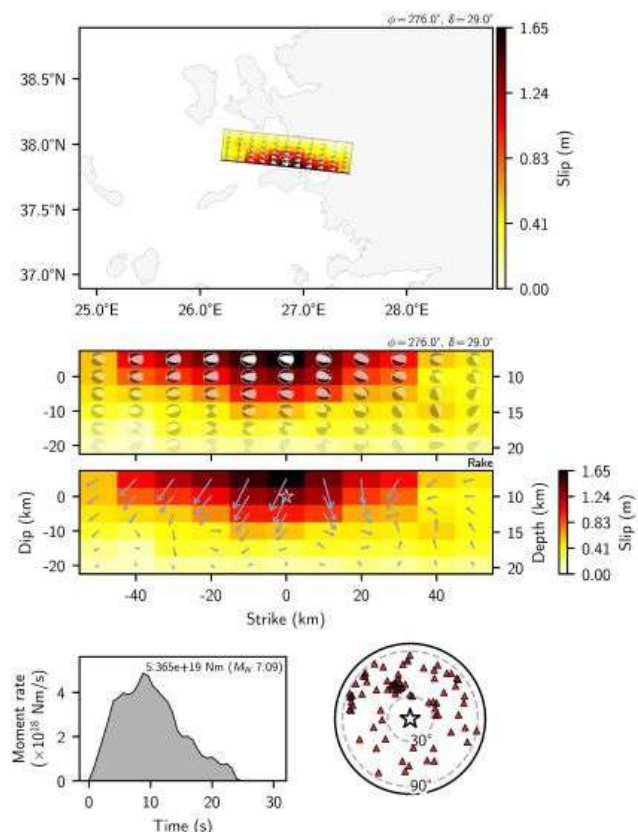 ϕ = 276.0°, δ = 29.0°
38.5°N
38.0°N
37.5°N
37.0°N
25.0°E 26.0°E 27.0°E 28.0°E
1.65
1.24
0.83
0.41
0.00
Slip (m)
ϕ = 276.0°, δ = 29.0°
0
-10
-20
10
15
20
Rake
0
-10
-20
10
15
20
Dip (km)
Depth (km)
1.65
0.83
0.41
0.00
Slip (m)
-40 -20 0 20 40
Strike (km)
5.365e+19 Nm (M_W 7.09)
Moment rate
(×10¹⁸ Nm/s)
4
2
0
0 10 20 30
Time (s)
30°
90°